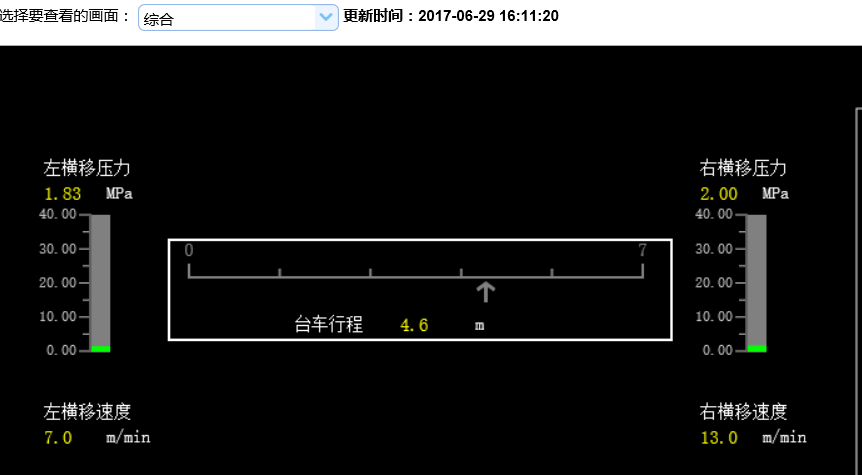 选择要查看的画面： 综合 更新时间：2017-06-29 16:11:20
左横移压力
1.83 MPa
40.00
30.00
20.00
10.00
0.00
左横移速度
7.0 m/min
0 7
台车行程 4.6 m
右横移压力
2.00 MPa
40.00
30.00
20.00
10.00
0.00
右横移速度
13.0 m/min